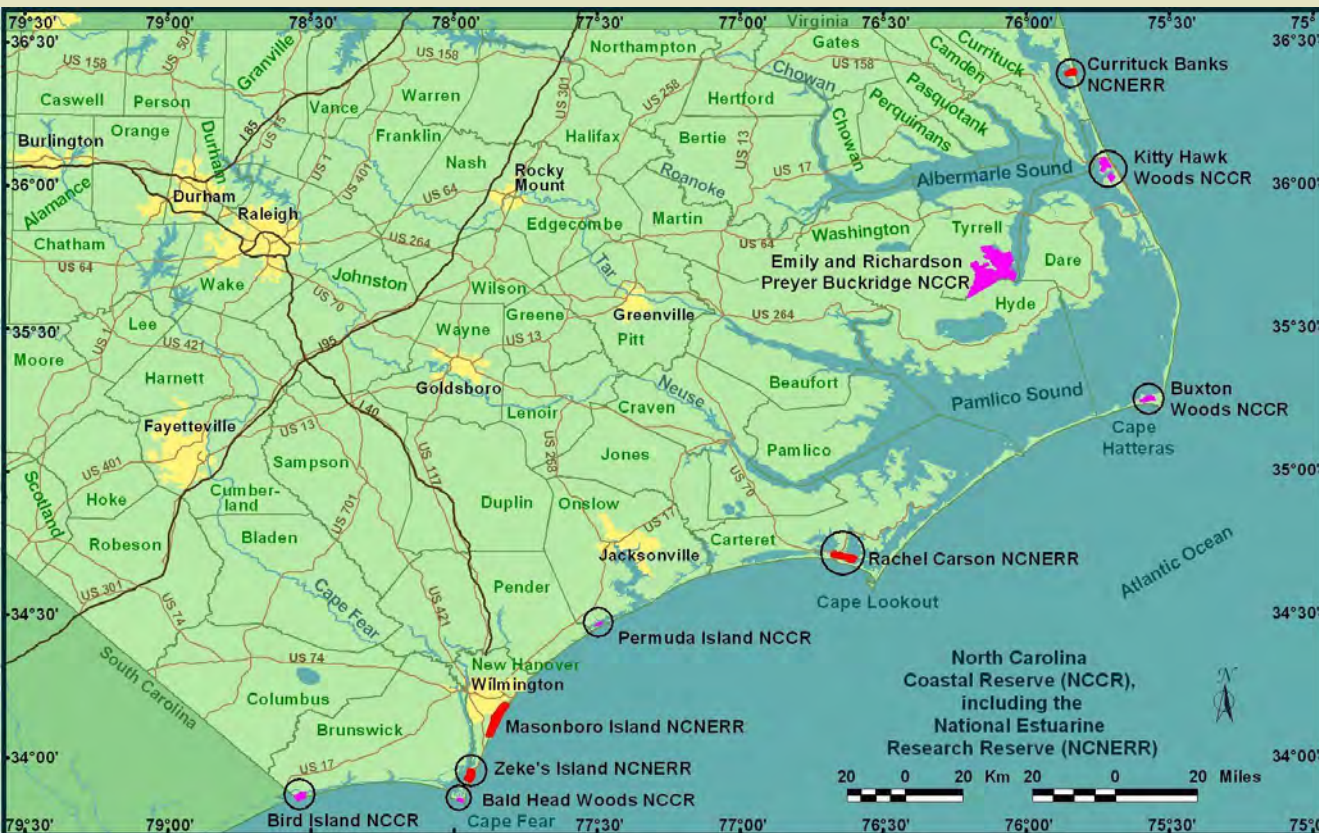 79°30'
79°00'
78°30'
78°00'
77°30'
77°00'
76°30'
76°00'
75°30'
75°
36°30'
36°30'
Virginia
US 501
Granville
US 158
US 158
Northampton
Gates
Currituck
Camden
Chowan
US 158
Pasquotank
Perquimans
Currituck Banks
NCNERR
Caswell
Person
Vance
Warren
US 301
US 258
Hertford
Chowan
Burlington
Orange
Durham
I85
US 15
Franklin
Halifax
Bertie
US 13
US 1
US 401
Nash
Kitty Hawk
Woods NCCR
36°00'
36°00'
Alamance
Durham
US 64
Rocky
Mount
Roanoke
US 17
Albermarle Sound
Raleigh
Edgecombe
Martin
Washington
Tyrrell
Chatham
US 264
US 64
US 64
Dare
Wake
Johnston
Tar
Emily and Richardson
Preyer Buckridge NCCR
US 70
Wilson
Greene
Greenville
US 264
Hyde
35°30'
35°30'
Lee
US 1
US 421
Wayne
US 13
Pitt
Moore
I95
Harnett
Goldsboro
Neuse
Beaufort
Pamlico Sound
Buxton
Woods NCCR
I40
Lenoir
Craven
Fayetteville
US 13
Cape
Hatteras
US 401
Sampson
US 117
US 258
Jones
Pamlico
35°00'
35°00'
Scotland
Hoke
Cumber-
land
US 701
Duplin
Onslow
US 70
Robeson
Bladen
US 17
Carteret
Jacksonville
Rachel Carson NCNERR
Atlantic Ocean
US 301
Cape Fear
Pender
Cape Lookout
34°30'
34°30'
US 74
US 421
Permuda Island NCCR
South Carolina
US 74
New Hanover
Wilmington
Columbus
Masonboro Island NCNERR
Brunswick
North Carolina
Coastal Reserve (NCCR),
including the
National Estuarine
Research Reserve (NCNERR)
N
34°00'
34°00'
US 17
Zeke's Island NCNERR
20 0 20 Km
20 0 20 Miles
Bald Head Woods NCCR
Bird Island NCCR
Cape Fear
79°00'
78°30'
78°00'
77°30'
77°00'
76°30'
76°00'
75°30'
75°0